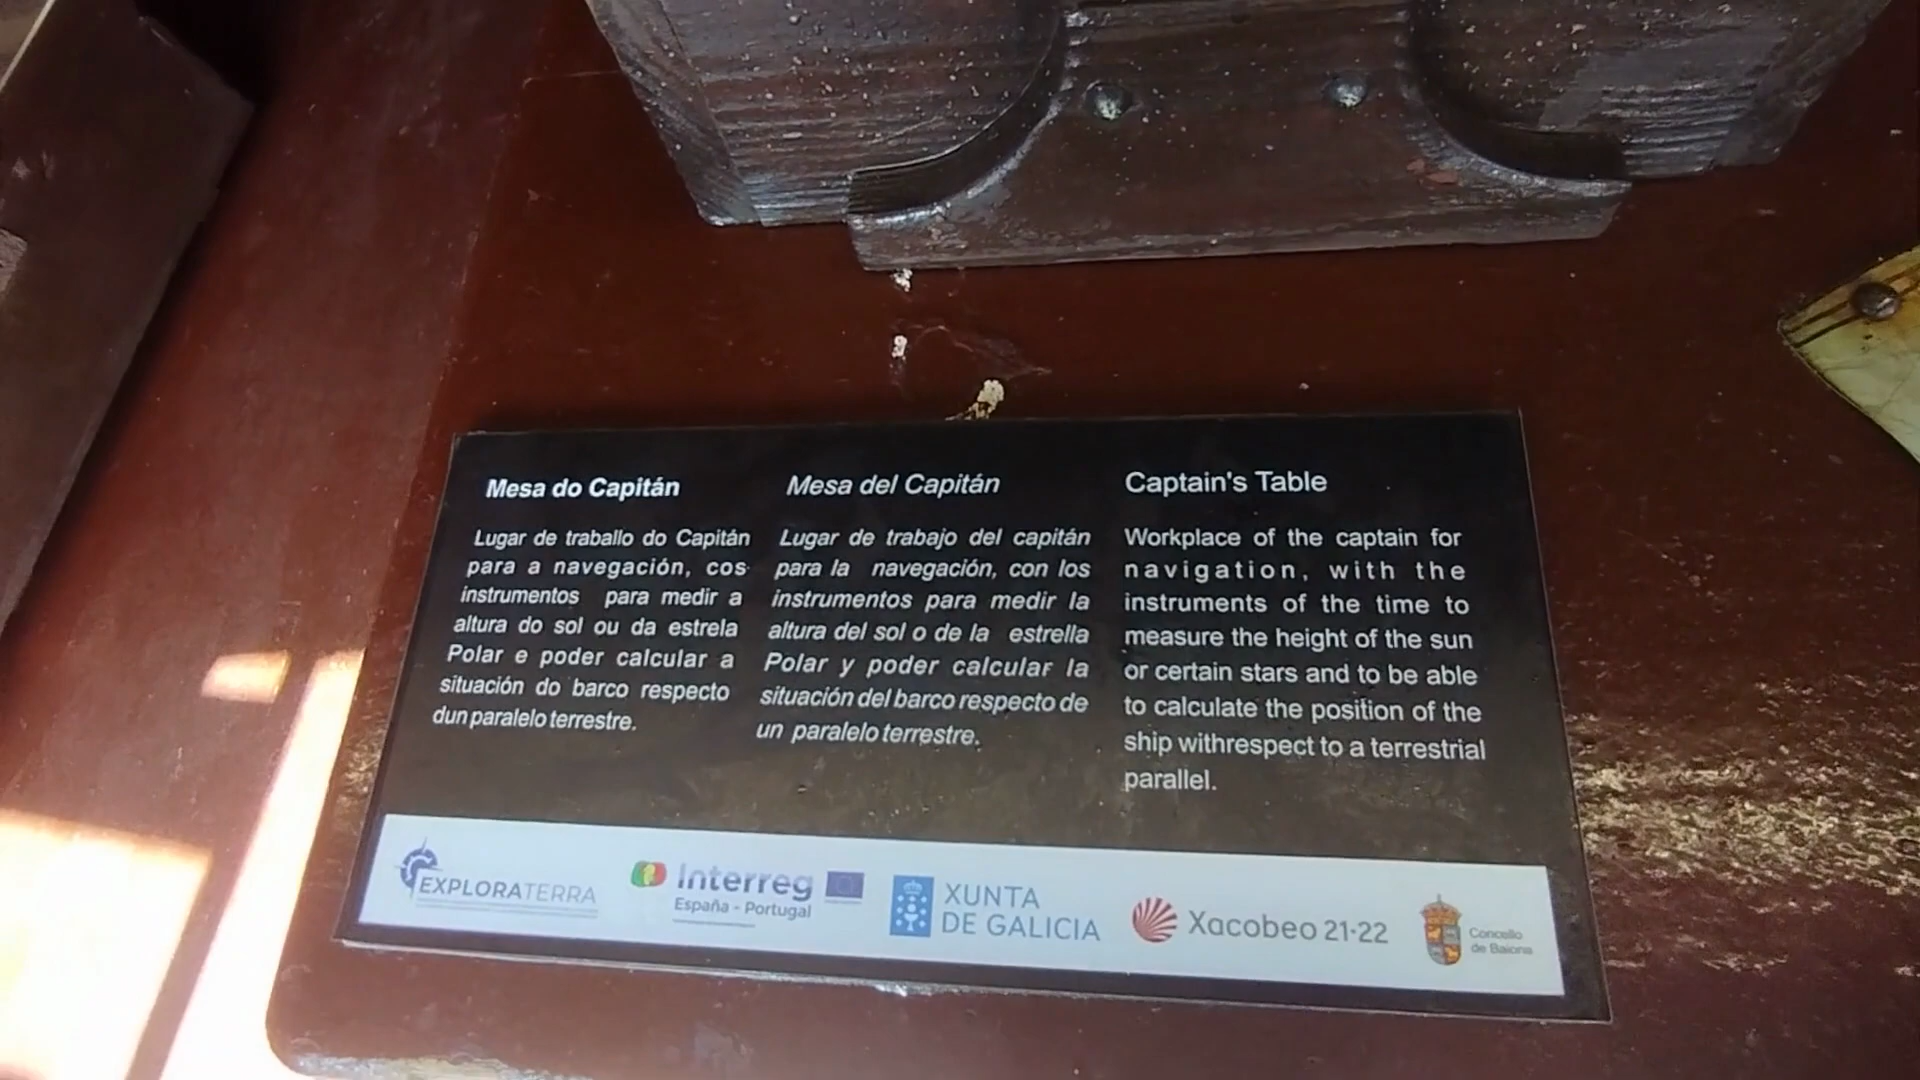 Mesa do Capitán
Lugar de traballo do Capitán
para a navegación, cos
instrumentos para medir a
altura do sol ou da estrela
Polar e poder calcular a
situación do barco respecto
dun paralelo terrestre.
Mesa del Capitán
Lugar de trabajo del capitán
para la navegación, con los
instrumentos para medir la
altura del sol o de la estrella
Polar y poder calcular la
situación del barco respecto de
un paralelo terrestre.
Captain's Table
Workplace of the captain for
navigation, with the
instruments of the time to
measure the height of the sun
or certain stars and to be able
to calculate the position of the
ship withrespect to a terrestrial
parallel.
EXPLORATERRA
Interreg
España - Portugal
XUNTA
DE GALICIA
Xacobeo 21·22
Concello
de Baiona